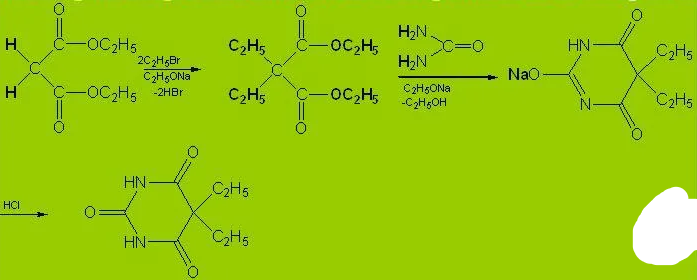 O
H
OC₂H₅
2C₂H₅Br
C₂H₅ONa
-2HBr
C
H
OC₂H₅
O
O
C₂H₅
OC₂H₅
C
C₂H₅
OC₂H₅
O
H₂N
C=O
H₂N
C₂H₅ONa
-C₂H₅OH
O
HN
C₂H₅
NaO
N
C₂H₅
O
HCl
O
HN
C₂H₅
O
HN
C₂H₅
O